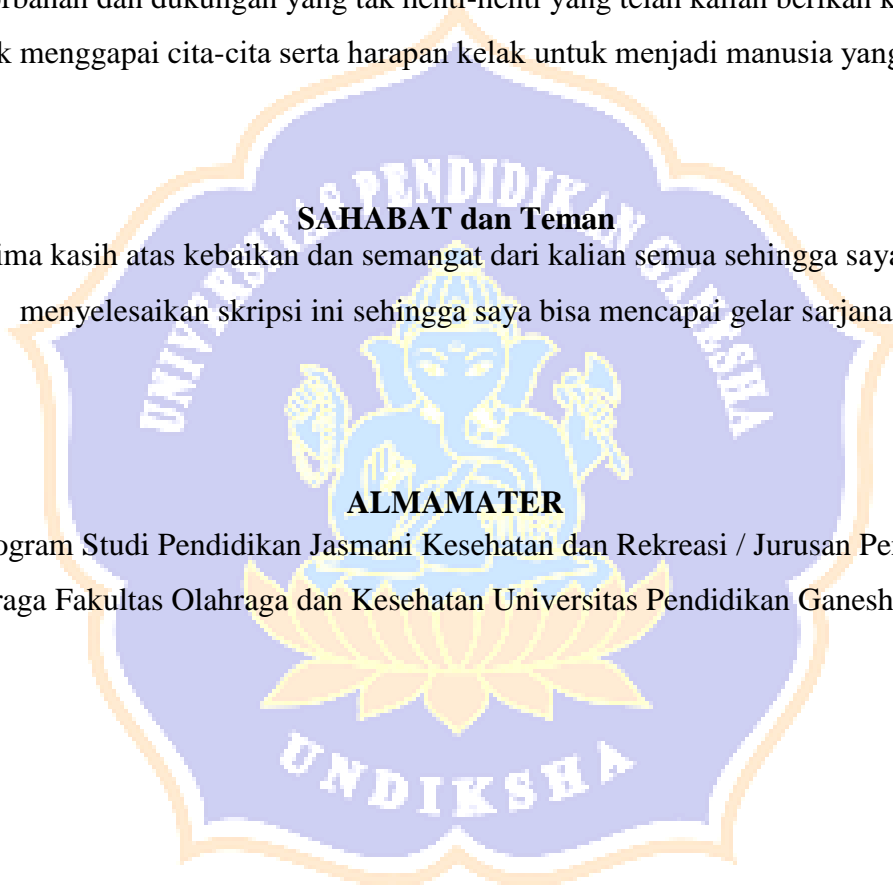 dan dukungan yang tak henti-henti yang telah kalian berikan
menggapai cita-cita serta harapan kelak untuk menjadi manusia yang
UNIVERSITAS PENDIDIKAN GANESHA
SAHABAT dan Teman
ima kasih atas kebaikan dan semangat dari kalian semua sehingga saya
menyelesaikan skripsi ini sehingga saya bisa mencapai gelar sarjana
ALMAMATER
ogram Studi Pendidikan Jasmani Kesehatan dan Rekreasi / Jurusan Pe
raga Fakultas Olahraga dan Kesehatan Universitas Pendidikan Ganesh
UNDIKSHA